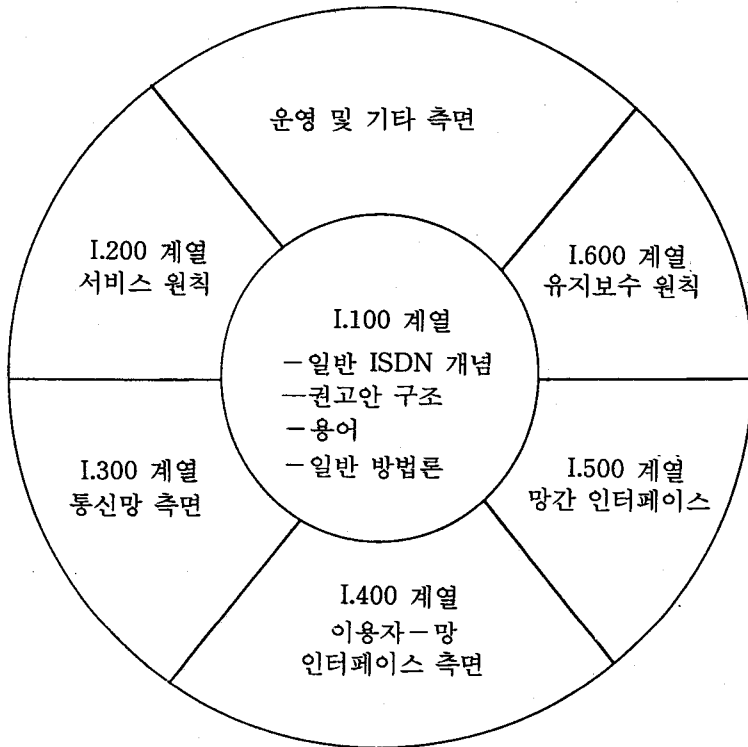 운영 및 기타 측면
I.200 계열
서비스 원칙
I.600 계열
유지보수 원칙
I.100 계열
－일반 ISDN 개념
－권고안 구조
－용어
－일반 방법론
I.300 계열
통신망 측면
I.500 계열
망간 인터페이스
I.400 계열
이용자－망
인터페이스 측면